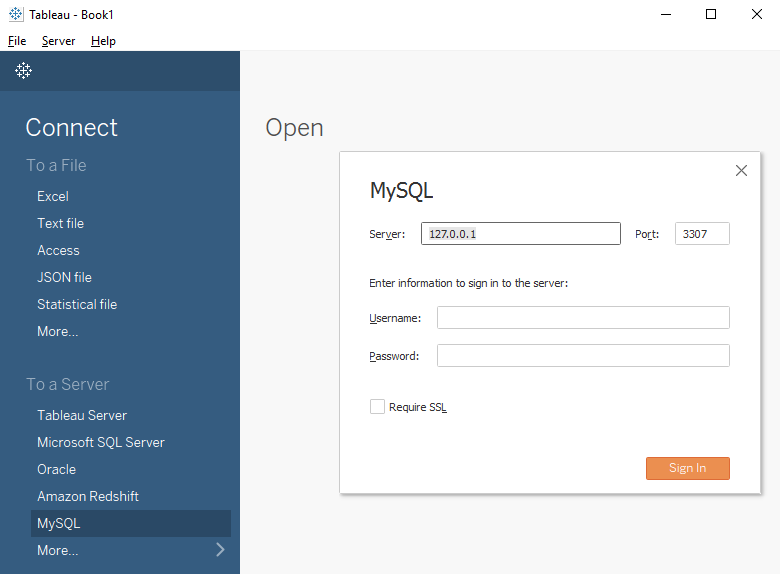 Tableau - Book1
File Server Help
Connect
To a File
Excel
Text file
Access
JSON file
Statistical file
More...
To a Server
Tableau Server
Microsoft SQL Server
Oracle
Amazon Redshift
MySQL
More...
Open
MySQL
Server: 127.0.0.1 Port: 3307
Enter information to sign in to the server:
Username:
Password:
Require SSL
Sign In